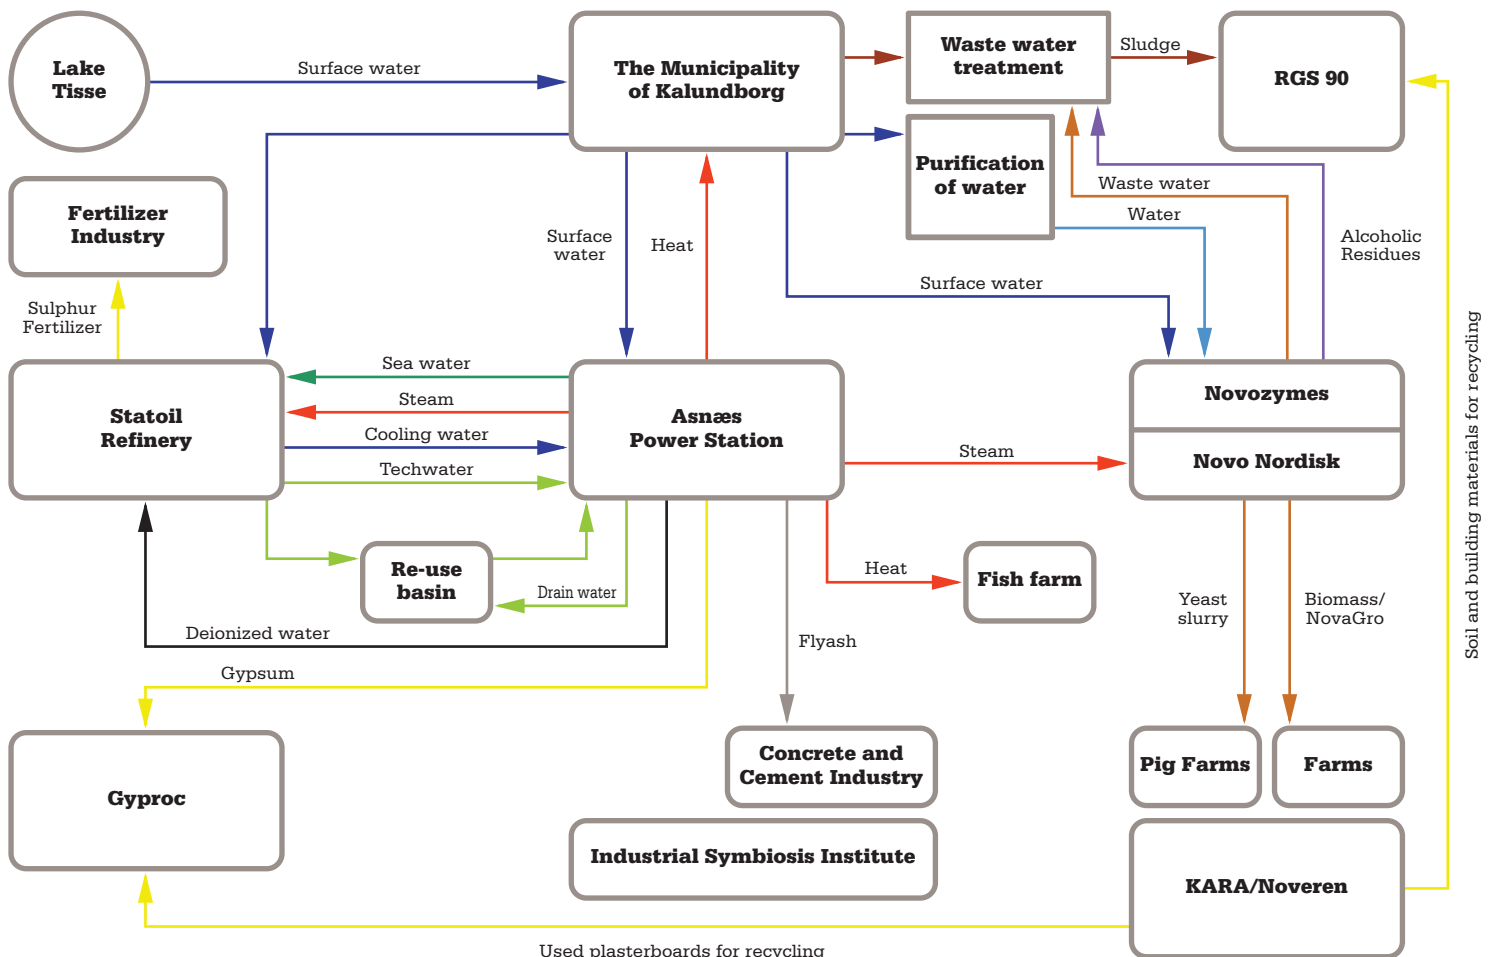 Lake
Tisse
Surface water
The Municipality
of Kalundborg
Waste water
treatment
Sludge
RGS 90
Purification
of water
Waste water
Water
Alcoholic
Residues
Fertilizer
Industry
Surface
water
Heat
Surface water
Sulphur
Fertilizer
Soil and building materials for recycling
Statoil
Refinery
Sea water
Steam
Cooling water
Techwater
Asnæs
Power Station
Steam
Novozymes
Novo Nordisk
Re-use
basin
Drain water
Heat
Fish farm
Deionized water
Yeast
slurry
Biomass/
NovaGro
Flyash
Gypsum
Gyproc
Concrete and
Cement Industry
Pig Farms
Farms
Industrial Symbiosis Institute
KARA/Noveren
Used plasterboards for recycling